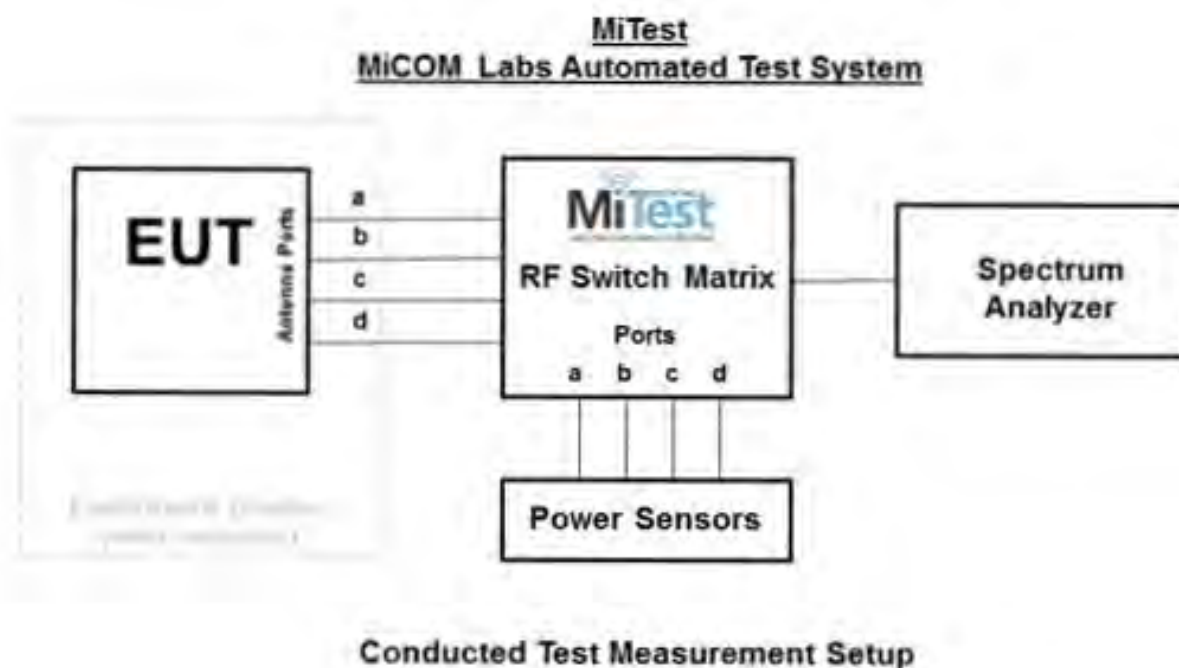 MiTest
MiCOM Labs Automated Test System
EUT
Antenna Ports
a
b
c
d
MiTest
RF Switch Matrix
Ports
a b c d
Spectrum
Analyzer
Power Sensors
Conducted Test Measurement Setup